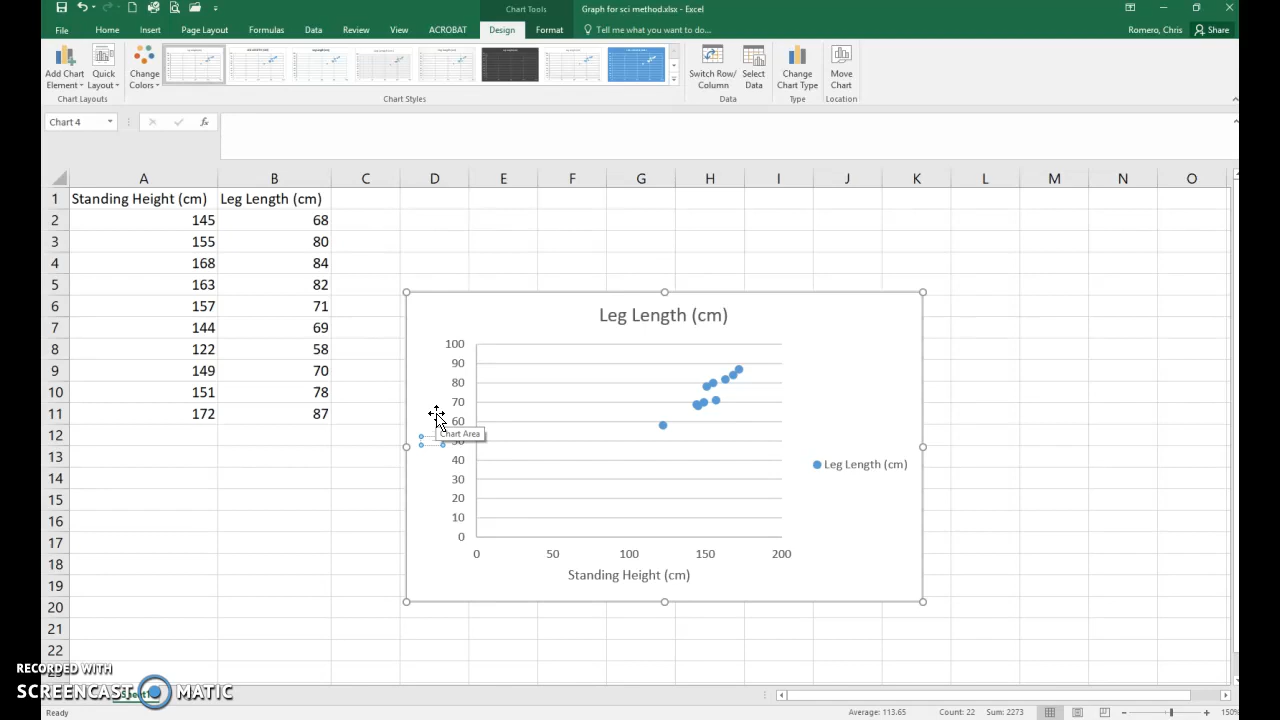 Chart Tools
Graph for sci method.xlsx - Excel
File Home Insert Page Layout Formulas Data Review View ACROBAT Design Format Tell me what you want to do... Romero, Chris Share
Add Chart Element Quick Layout Change Colors Switch Row/ Column Select Data Change Chart Type Move Chart
Chart Layouts Chart Styles Data Type Location
Chart 4 fx
A B C D E F G H I J K L M N O
1 Standing Height (cm) Leg Length (cm)
2 145 68
3 155 80
4 168 84
5 163 82
6 157 71
7 144 69
8 122 58
9 149 70
10 151 78
11 172 87
12
13
14
15
16
17
18
19
20
21
22
Leg Length (cm)
100
90
80
70
60
Chart Area
50
40
30
20
10
0
0 50 100 150 200
Standing Height (cm)
Leg Length (cm)
RECORDED WITH
SCREENCAST MATIC
Ready Average: 113.65 Count: 22 Sum: 2273 150%